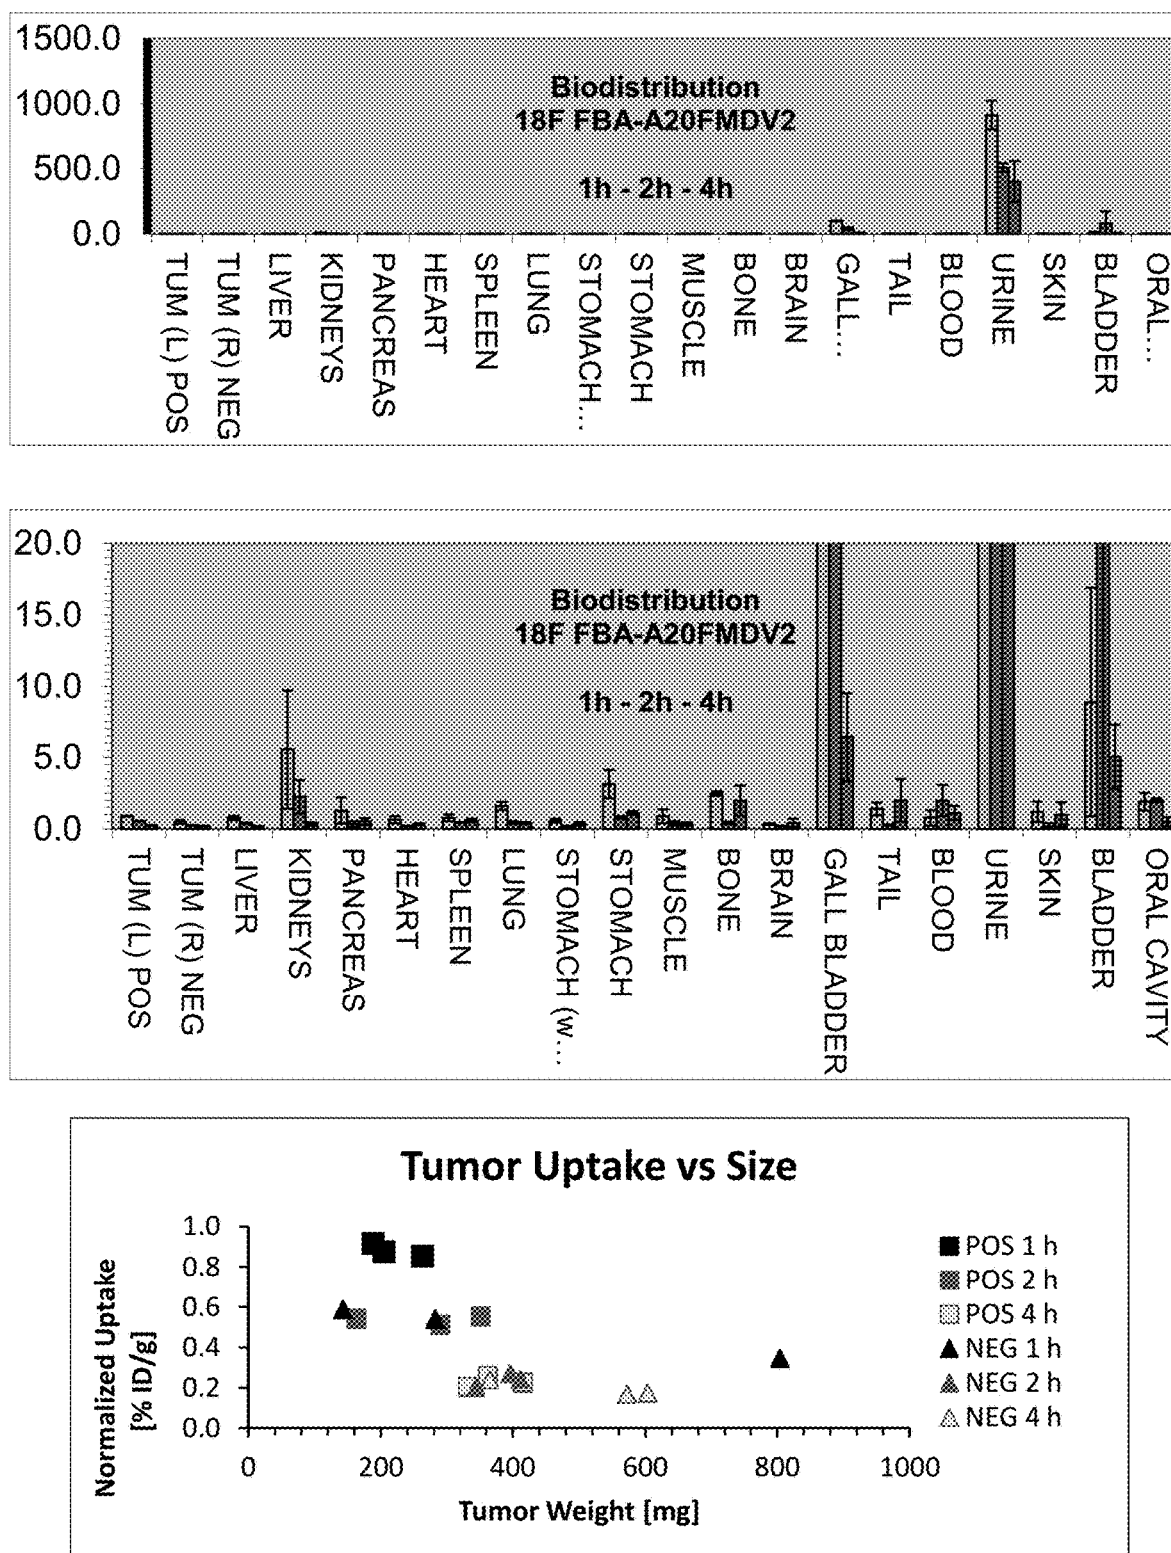 1500.0
1000.0
500.0
0.0
Biodistribution
18F FBA-A20FMDV2
1h - 2h - 4h
TUM (L) POS
TUM (R) NEG
LIVER
KIDNEYS
PANCREAS
HEART
SPLEEN
LUNG
STOMACH...
STOMACH
MUSCLE
BONE
BRAIN
GALL...
TAIL
BLOOD
URINE
SKIN
BLADDER
ORAL...
20.0
15.0
10.0
5.0
0.0
Biodistribution
18F FBA-A20FMDV2
1h - 2h - 4h
TUM (L) POS
TUM (R) NEG
LIVER
KIDNEYS
PANCREAS
HEART
SPLEEN
LUNG
STOMACH (w...
STOMACH
MUSCLE
BONE
BRAIN
GALL BLADDER
TAIL
BLOOD
URINE
SKIN
BLADDER
ORAL CAVITY
Tumor Uptake vs Size
Normalized Uptake
[% ID/g]
1.0
0.8
0.6
0.4
0.2
0.0
0 200 400 600 800 1000
Tumor Weight [mg]
POS 1 h
POS 2 h
POS 4 h
NEG 1 h
NEG 2 h
NEG 4 h